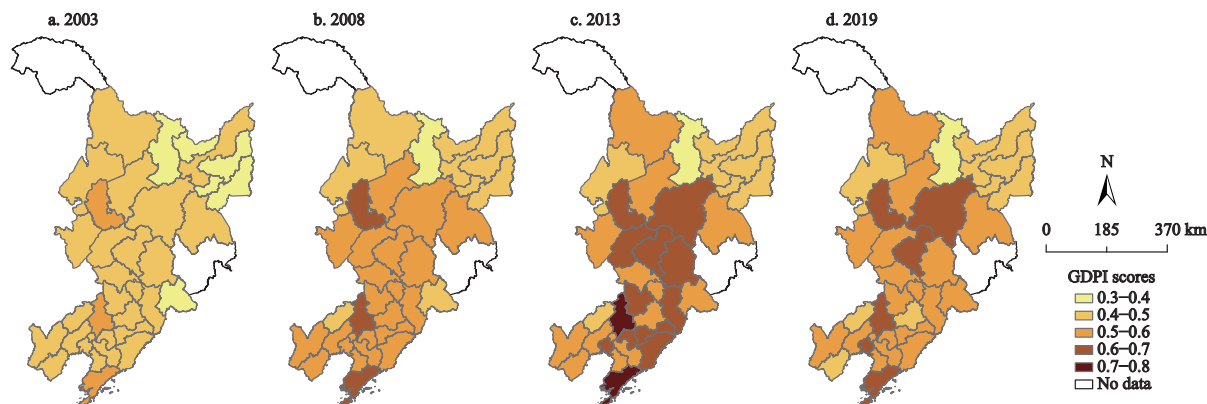 a. 2003
b. 2008
c. 2013
d. 2019
N
0 185 370 km
GDPI scores
0.3–0.4
0.4–0.5
0.5–0.6
0.6–0.7
0.7–0.8
No data